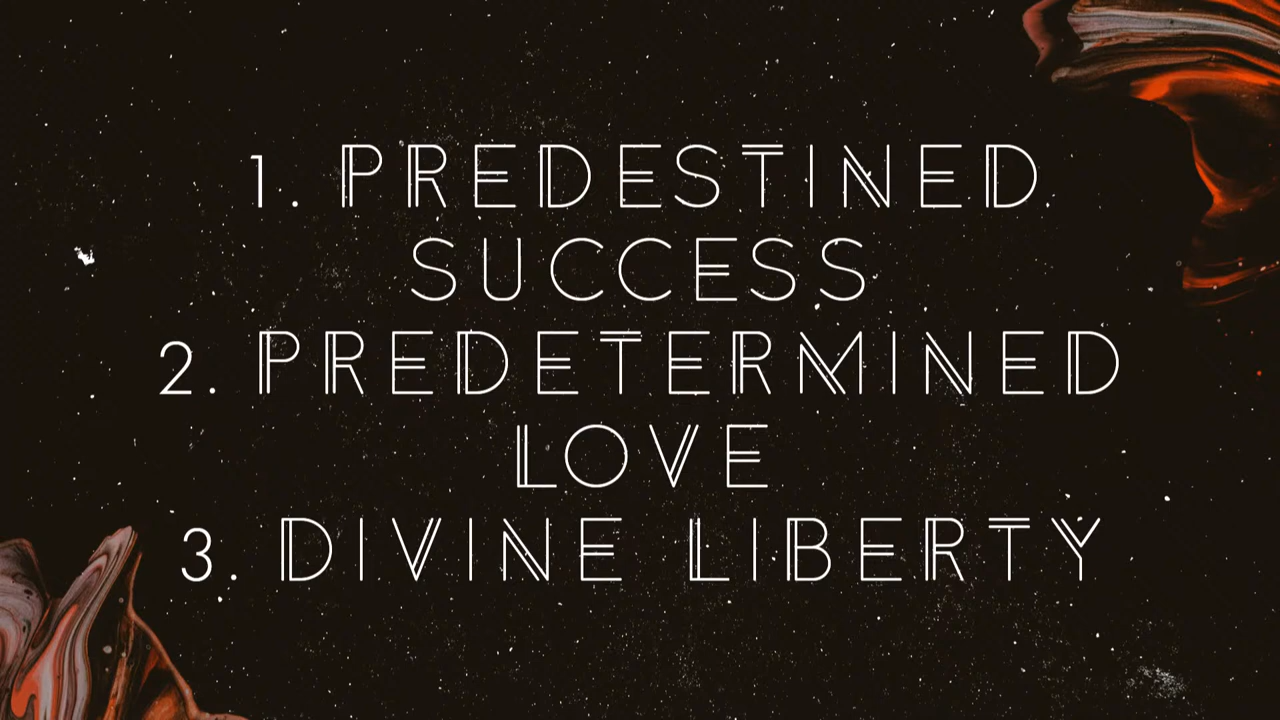 1. PREDESTINED
SUCCESS
2. PREDETERMINED
LOVE
3. DIVINE LIBERTY